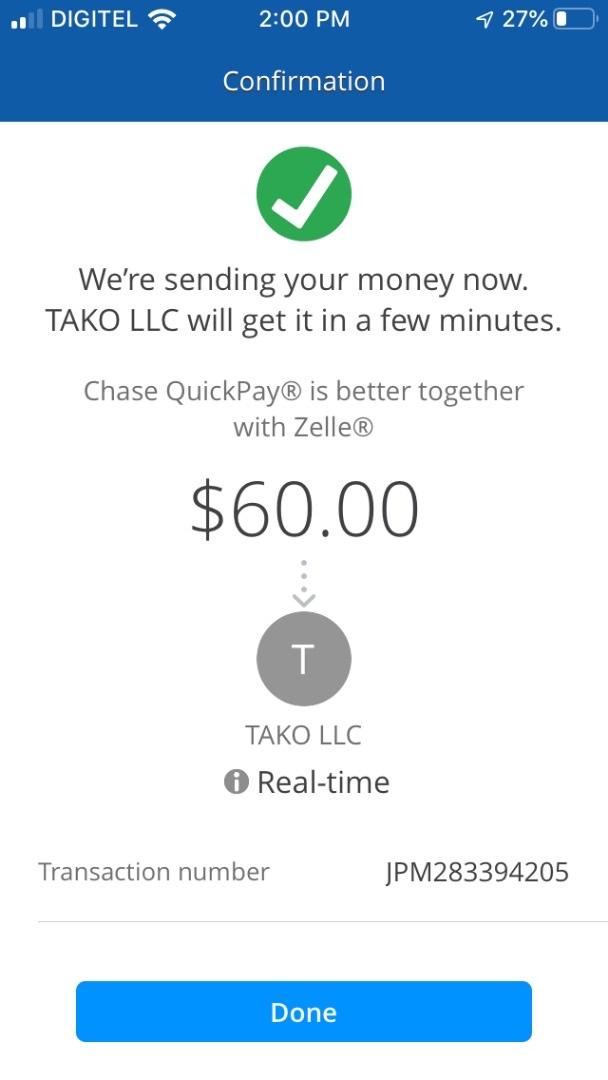 DIGITEL 2:00 PM 27%
Confirmation
We’re sending your money now.
TAKO LLC will get it in a few minutes.
Chase QuickPay® is better together
with Zelle®
$60.00
T
TAKO LLC
Real-time
Transaction number JPM283394205
Done